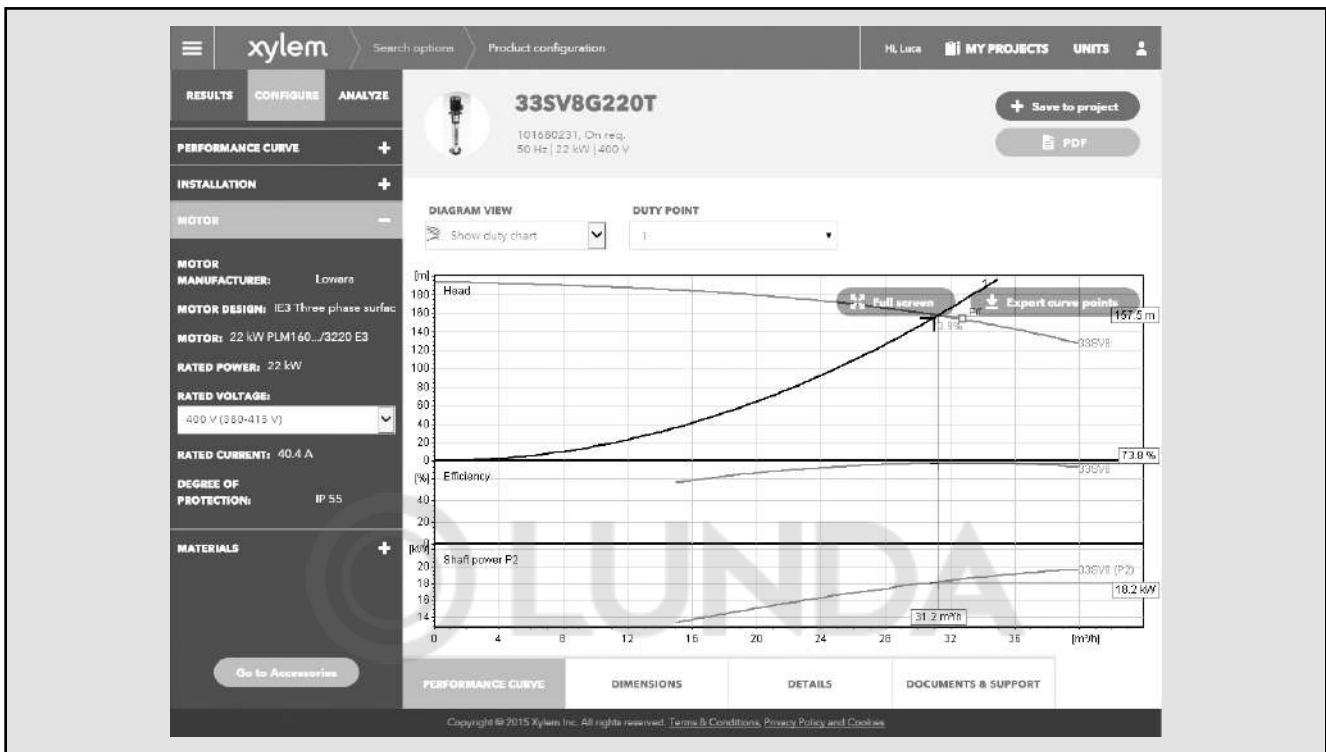 xylem
Search options
Product configuration
Hi, Luca
MY PROJECTS
UNITS
RESULTS
CONFIGURE
ANALYZE
PERFORMANCE CURVE +
INSTALLATION +
MOTOR –
MOTOR
MANUFACTURER: Lowara
MOTOR DESIGN: IE3 Three phase surfac
MOTOR: 22 kW PLM160.../3220 E3
RATED POWER: 22 kW
RATED VOLTAGE:
400 V (380-415 V)
RATED CURRENT: 40.4 A
DEGREE OF
PROTECTION: IP 55
MATERIALS +
Go to Accessories
33SV8G220T
101680231, On req.
50 Hz | 22 kW | 400 V
+ Save to project
PDF
DIAGRAM VIEW
Show duty chart
DUTY POINT
1
[m]
Head
180
160
140
120
100
80
60
40
20
0
1
Full screen
Export curve points
157.5 m
33SV8
73.8 %
[%]
Efficiency
33SV8
40
20
0
[kW]
Shaft power P2
20
18
16
14
33SV8 (P2)
18.2 kW
31.2 m³/h
0 4 8 12 16 20 24 28 32 36 [m³/h]
LUNDA
PERFORMANCE CURVE
DIMENSIONS
DETAILS
DOCUMENTS & SUPPORT
Copyright © 2015 Xylem Inc. All rights reserved. Terms & Conditions, Privacy Policy and Cookies